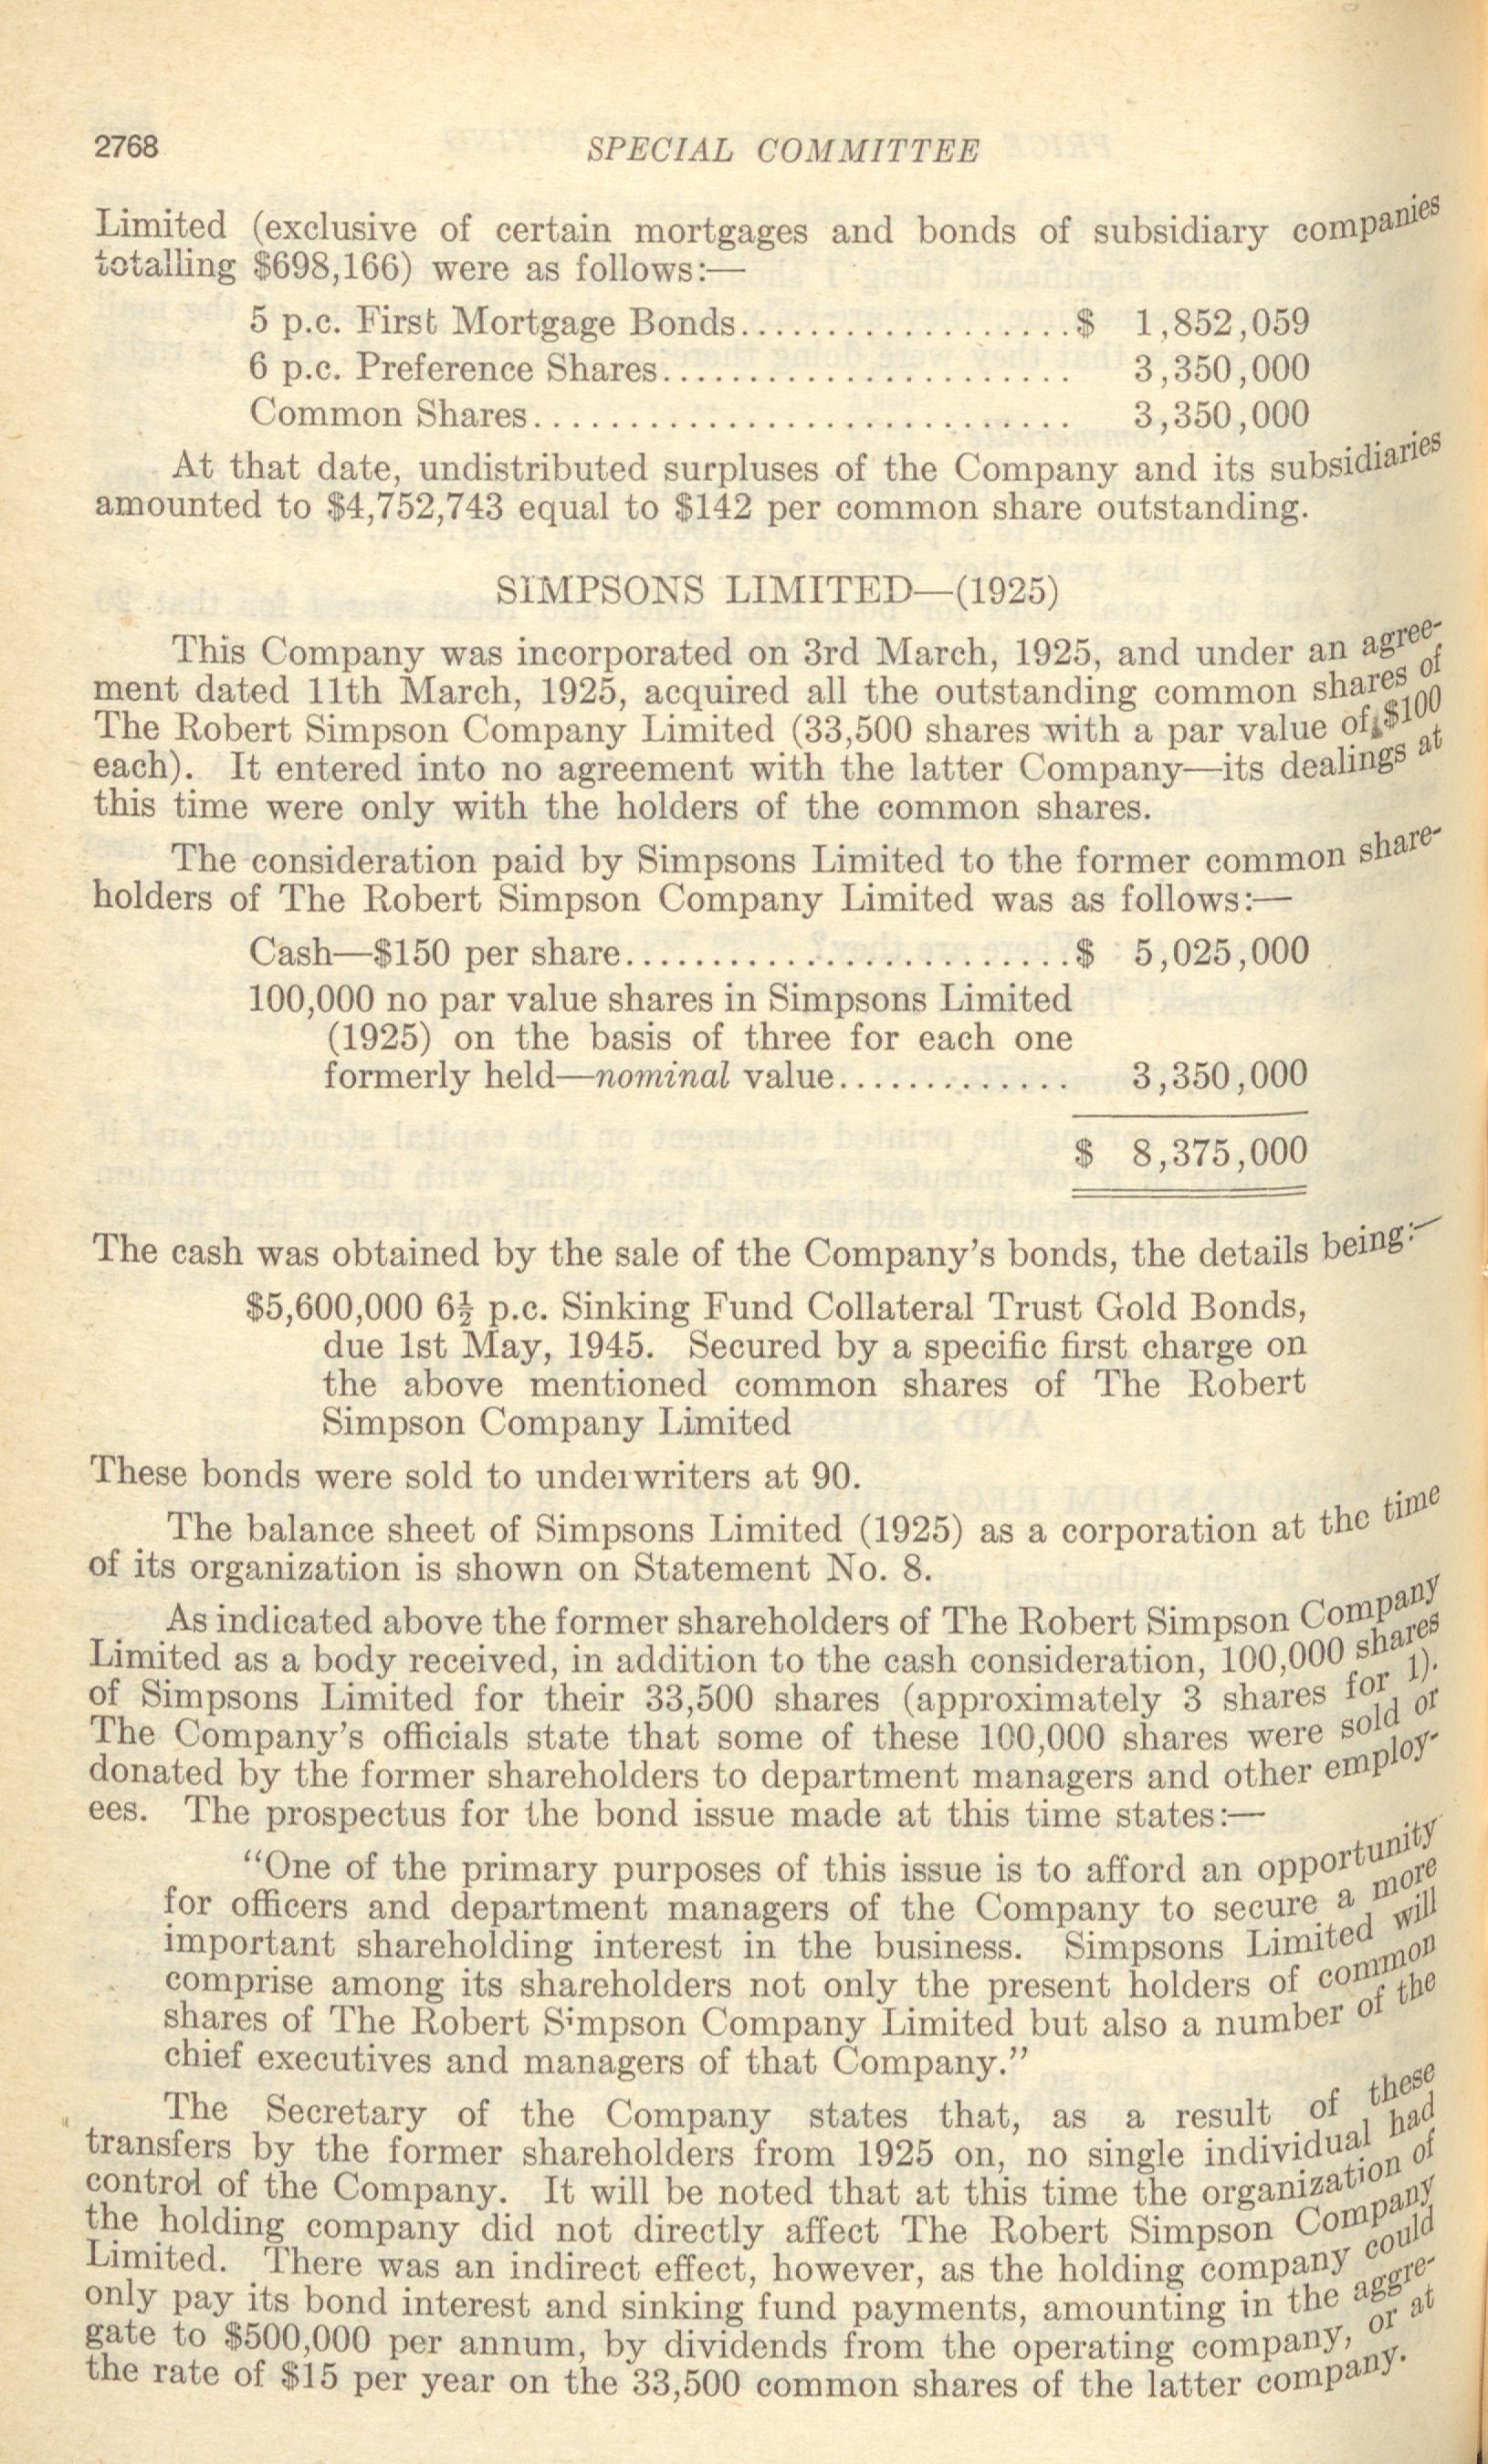 2768 SPECIAL COMMITTEE
Limited (exclusive of certain mortgages and bonds of subsidiary companies
totalling $698,166) were as follows:—
5 p.c. First Mortgage Bonds...................$ 1,852,059
6 p.c. Preference Shares....................... 3,350,000
Common Shares............................ 3,350,000
At that date, undistributed surpluses of the Company and its subsidiaries
amounted to $4,752,743 equal to $142 per common share outstanding.
SIMPSONS LIMITED—(1925)
This Company was incorporated on 3rd March, 1925, and under an agree-
ment dated 11th March, 1925, acquired all the outstanding common shares of
The Robert Simpson Company Limited (33,500 shares with a par value of $100
each). It entered into no agreement with the latter Company—its dealings at
this time were only with the holders of the common shares.
The consideration paid by Simpsons Limited to the former common share-
holders of The Robert Simpson Company Limited was as follows:—
Cash—$150 per share..........................$ 5,025,000
100,000 no par value shares in Simpsons Limited
(1925) on the basis of three for each one
formerly held—nominal value............. 3,350,000
$ 8,375,000
The cash was obtained by the sale of the Company's bonds, the details being:—
$5,600,000 6½ p.c. Sinking Fund Collateral Trust Gold Bonds,
due 1st May, 1945. Secured by a specific first charge on
the above mentioned common shares of The Robert
Simpson Company Limited
These bonds were sold to underwriters at 90.
The balance sheet of Simpsons Limited (1925) as a corporation at the time
of its organization is shown on Statement No. 8.
As indicated above the former shareholders of The Robert Simpson Company
Limited as a body received, in addition to the cash consideration, 100,000 shares
of Simpsons Limited for their 33,500 shares (approximately 3 shares for 1).
The Company's officials state that some of these 100,000 shares were sold or
donated by the former shareholders to department managers and other employ-
ees. The prospectus for the bond issue made at this time states:—
"One of the primary purposes of this issue is to afford an opportunity
for officers and department managers of the Company to secure a more
important shareholding interest in the business. Simpsons Limited will
comprise among its shareholders not only the present holders of common
shares of The Robert Simpson Company Limited but also a number of the
chief executives and managers of that Company."
The Secretary of the Company states that, as a result of these
transfers by the former shareholders from 1925 on, no single individual had
control of the Company. It will be noted that at this time the organization of
the holding company did not directly affect The Robert Simpson Company
Limited. There was an indirect effect, however, as the holding company could
only pay its bond interest and sinking fund payments, amounting in the aggre-
gate to $500,000 per annum, by dividends from the operating company, or at
the rate of $15 per year on the 33,500 common shares of the latter company.